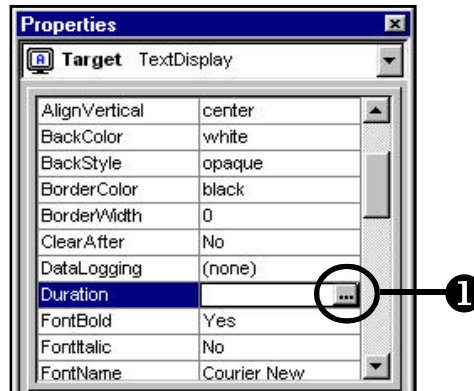 Properties
Target TextDisplay
AlignVertical center
BackColor white
BackStyle opaque
BorderColor black
BorderWidth 0
ClearAfter No
DataLogging (none)
Duration ...
FontBold Yes
FontItalic No
FontName Courier New
1